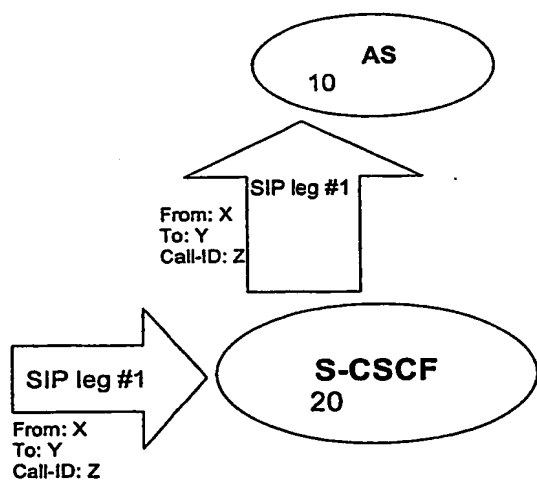 AS
10
SIP leg #1
From: X
To: Y
Call-ID: Z
S-CSCF
20
SIP leg #1
From: X
To: Y
Call-ID: Z